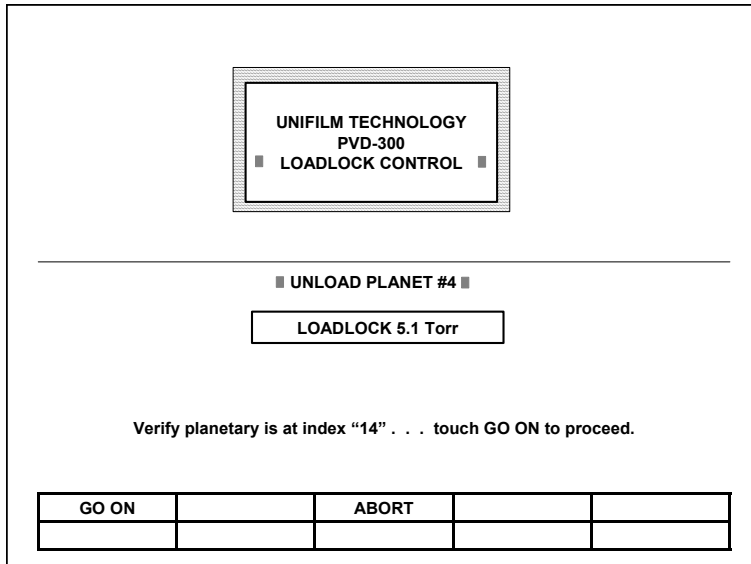 UNIFILM TECHNOLOGY
PVD-300
LOADLOCK CONTROL
UNLOAD PLANET #4
LOADLOCK 5.1 Torr
Verify planetary is at index “14” . . . touch GO ON to proceed.
GO ON ABORT